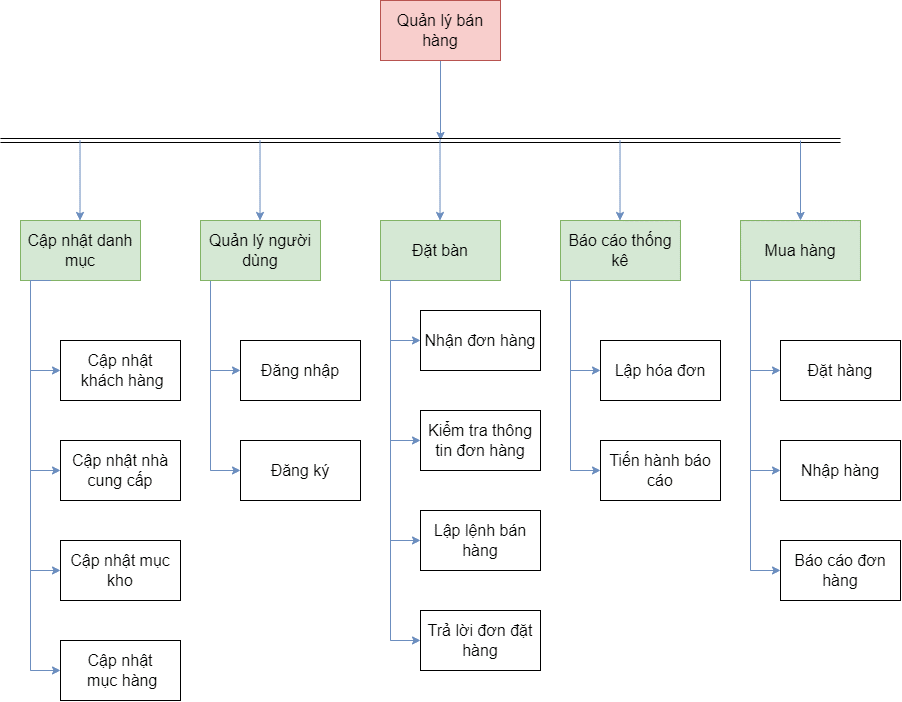 Quản lý bán
hàng
Cập nhật danh
mục
Quản lý người
dùng
Đặt bàn
Báo cáo thống
kê
Mua hàng
Cập nhật
khách hàng
Cập nhật nhà
cung cấp
Cập nhật mục
kho
Cập nhật
mục hàng
Đăng nhập
Đăng ký
Nhận đơn hàng
Kiểm tra thông
tin đơn hàng
Lập lệnh bán
hàng
Trả lời đơn đặt
hàng
Lập hóa đơn
Tiến hành báo
cáo
Đặt hàng
Nhập hàng
Báo cáo đơn
hàng